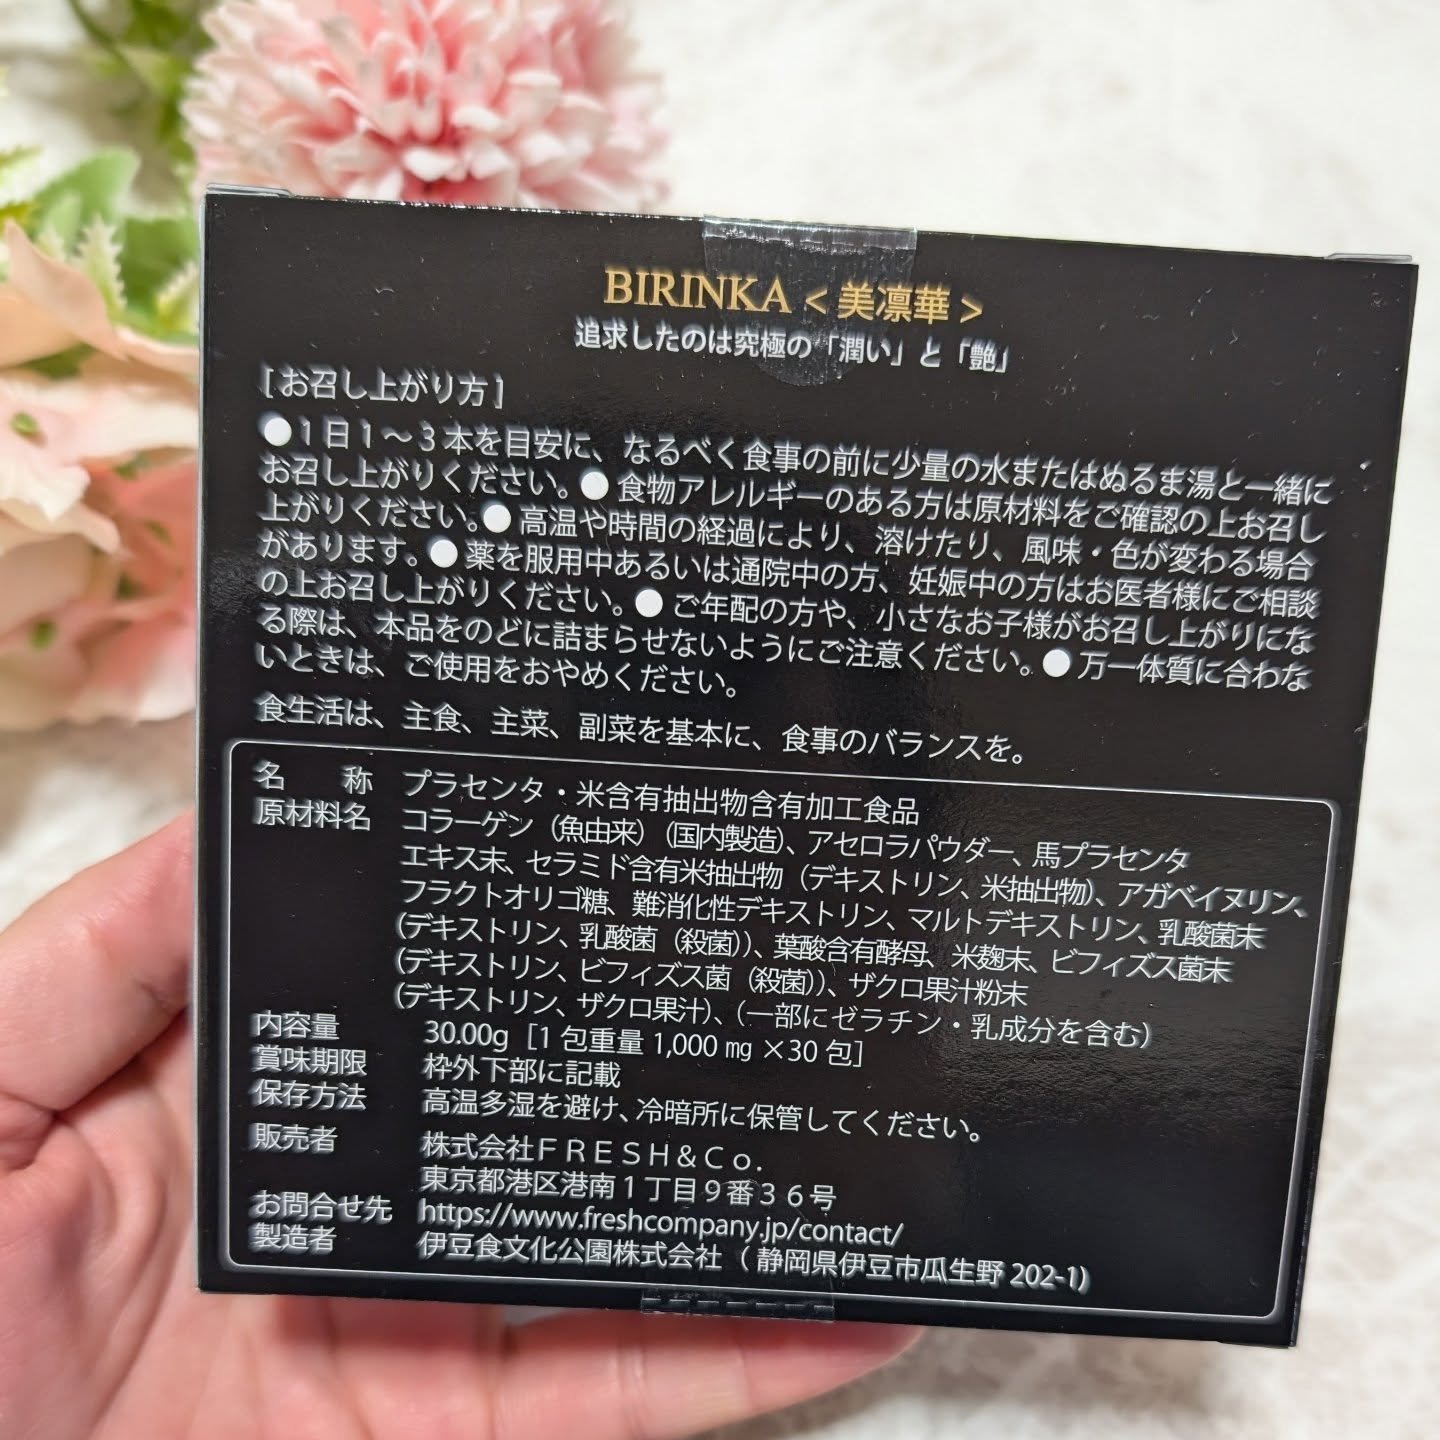 BIRINKA < 美凛華 >
追求したのは究極の「潤い」と「艶」
[お召し上がり方]
●1日1～3本を目安に、なるべく食事の前に少量の水またはぬるま湯と一緒に
お召し上がりください。●食物アレルギーのある方は原材料をご確認の上お召し
上がりください。●高温や時間の経過により、溶けたり、風味・色が変わる場合
があります。●薬を服用中あるいは通院中の方、妊娠中の方はお医者様にご相談
の上お召し上がりください。●ご年配の方や、小さなお子様がお召し上がりにな
る際は、本品をのどに詰まらせないようにご注意ください。●万一体質に合わな
いときは、ご使用をおやめください。
食生活は、主食、主菜、副菜を基本に、食事のバランスを。
名　称　プラセンタ・米含有抽出物含有加工食品
原材料名　コラーゲン（魚由来）（国内製造）、アセロラパウダー、馬プラセンタ
エキス末、セラミド含有米抽出物（デキストリン、米抽出物）、アガベイヌリン、
フラクトオリゴ糖、難消化性デキストリン、マルトデキストリン、乳酸菌末
（デキストリン、乳酸菌（殺菌））、葉酸含有酵母、米麹末、ビフィズス菌末
（デキストリン、ビフィズス菌（殺菌））、ザクロ果汁粉末
（デキストリン、ザクロ果汁）、（一部にゼラチン・乳成分を含む）
内容量　30.00g［1包重量 1,000㎎×30包］
賞味期限　枠外下部に記載
保存方法　高温多湿を避け、冷暗所に保管してください。
販売者　株式会社ＦＲＥＳＨ＆Ｃｏ．
東京都港区港南１丁目９番３６号
お問合せ先　https://www.freshcompany.jp/contact/
製造者　伊豆食文化公園株式会社（静岡県伊豆市瓜生野 202-1）